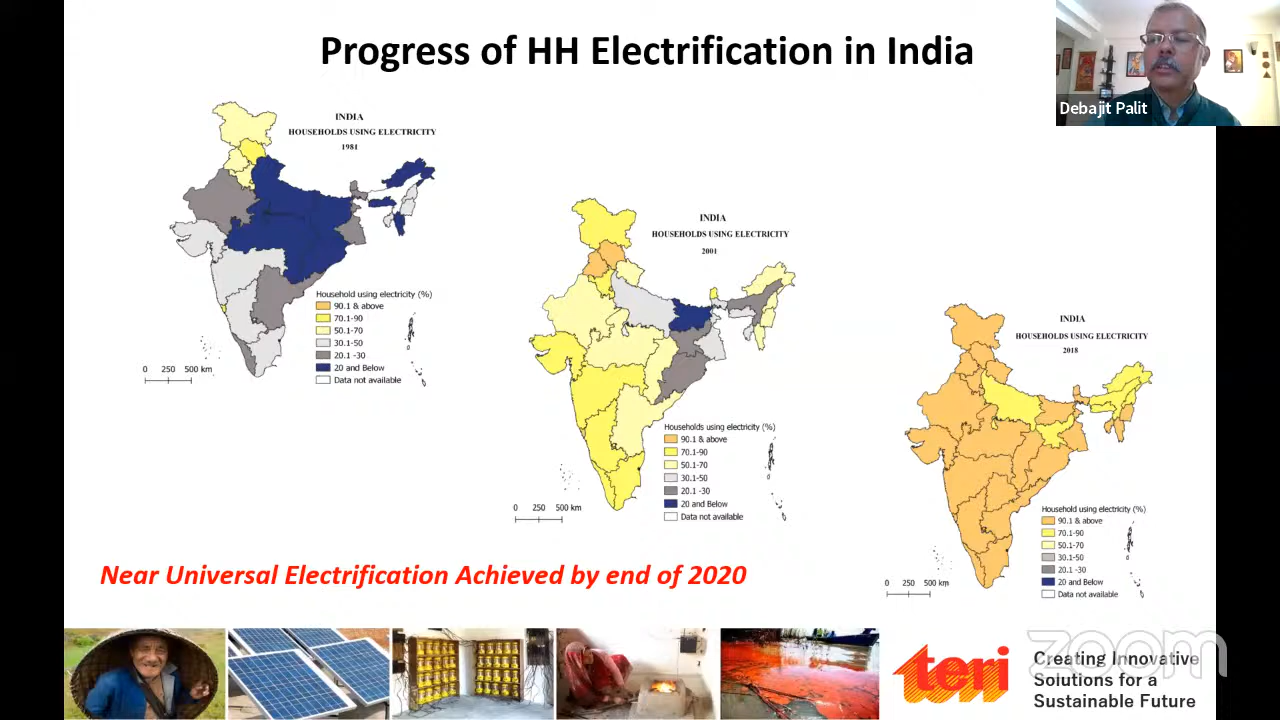 Progress of HH Electrification in India
Debajit Palit
INDIA
HOUSEHOLDS USING ELECTRICITY
1981
Household using electricity (%)
90.1 & above
70.1-90
50.1-70
30.1-50
20.1 -30
20 and Below
Data not available
0 250 500 km
INDIA
HOUSEHOLDS USING ELECTRICITY
2001
Households using electricity (%)
90.1 & above
70.1-90
50.1-70
30.1-50
20.1 -30
20 and Below
Data not available
0 250 500 km
INDIA
HOUSEHOLDS USING ELECTRICITY
2018
Household using electricity (%)
90.1 & above
70.1-90
50.1-70
30.1-50
20.1 -30
20 and Below
Data not available
0 250 500 km
Near Universal Electrification Achieved by end of 2020
teri
Creating Innovative
Solutions for a
Sustainable Future
zoom